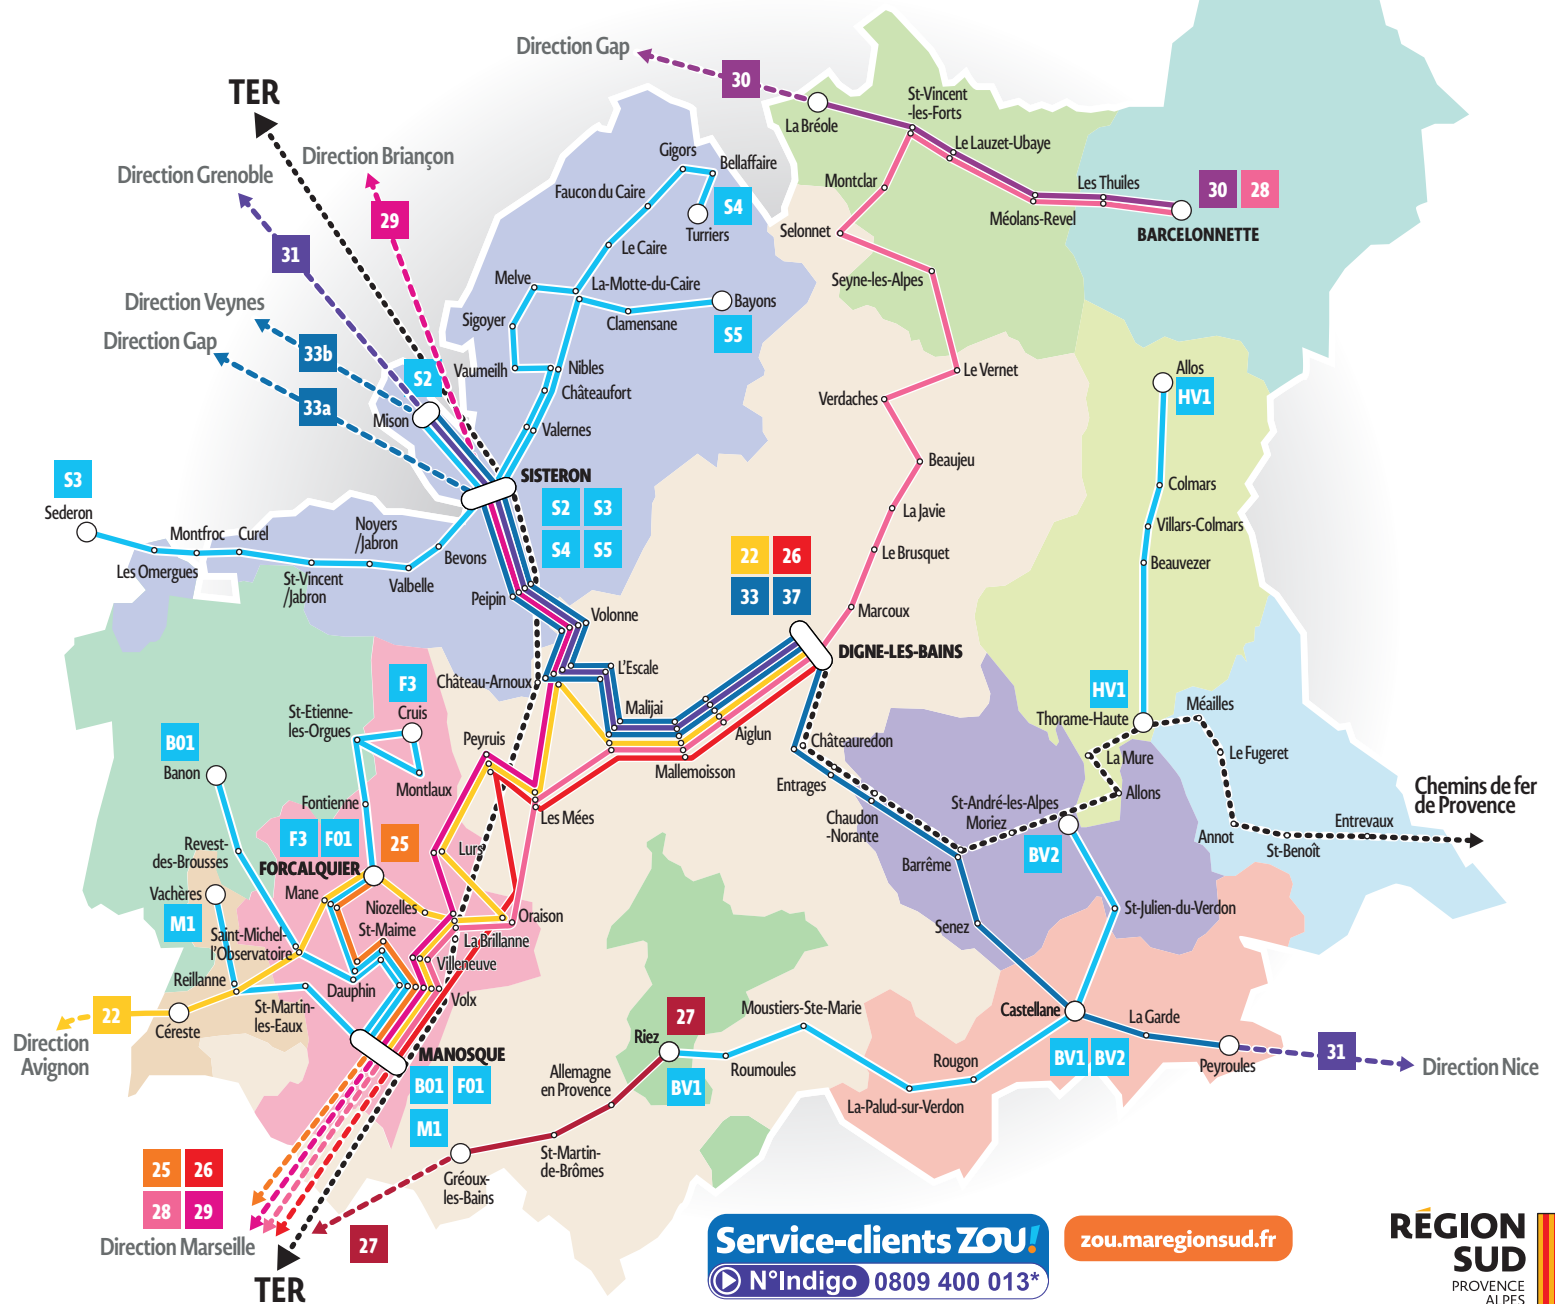 Direction Gap
30
TER
La Bréole
St-Vincent
-les-Forts
Le Lauzet-Ubaye
Direction Briançon
Direction Grenoble
29
31
Gigors
Bellaffaire
Faucon du Caire
S4
Turriers
Le Caire
Montclar
Les Thuiles
30
28
Méolans-Revel
BARCELONNETTE
Selonnet
Seyne-les-Alpes
Direction Veynes
33b
Direction Gap
33a
S2
Mison
Melve
La-Motte-du-Caire
Bayons
Clamensane
S5
Sigoyer
Vaumeilh
Nibles
Châteaufort
Valernes
Le Vernet
Verdaches
Allos
HV1
Beaujeu
Colmars
La Javie
Villars-Colmars
Le Brusquet
Beauvezer
Marcoux
SISTERON
S2
S3
S4
S5
S3
Sederon
Montfroc
Curel
Noyers
/Jabron
Les Omergues
St-Vincent
/Jabron
Valbelle
Bevons
Peipin
Volonne
22
26
33
37
DIGNE-LES-BAINS
L'Escale
Château-Arnoux
Malijai
Aiglun
Mallemoisson
F3
Cruis
St-Etienne-
les-Orgues
Montlaux
Peyruis
Les Mées
B01
Banon
Fontienne
F3
F01
25
FORCALQUIER
Lurs
Revest-
des-Brousses
Vachères
M1
Mane
Niozelles
Oraison
St-Maime
La Brillanne
Saint-Michel-
l'Observatoire
Villeneuve
Reillanne
Dauphin
Volx
22
Céreste
St-Martin-
les-Eaux
Direction
Avignon
MANOSQUE
B01
F01
M1
HV1
Thorame-Haute
Méailles
Le Fugeret
La Mure
Allons
Châteauredon
Entrages
Chaudon
-Norante
St-André-les-Alpes
Moriez
BV2
Barrême
Annot
St-Benoît
Entrevaux
Chemins de fer
de Provence
St-Julien-du-Verdon
Senez
Castellane
La Garde
BV1
BV2
Peyroules
31
Direction Nice
27
Riez
BV1
Moustiers-Ste-Marie
Roumoules
Rougon
La-Palud-sur-Verdon
Allemagne
en Provence
St-Martin-
de-Brômes
Gréoux-
les-Bains
27
25
26
28
29
Direction Marseille
TER
Service-clients ZOU!
N°Indigo 0809 400 013*
zou.maregionsud.fr
RÉGION
SUD
PROVENCE
ALPES